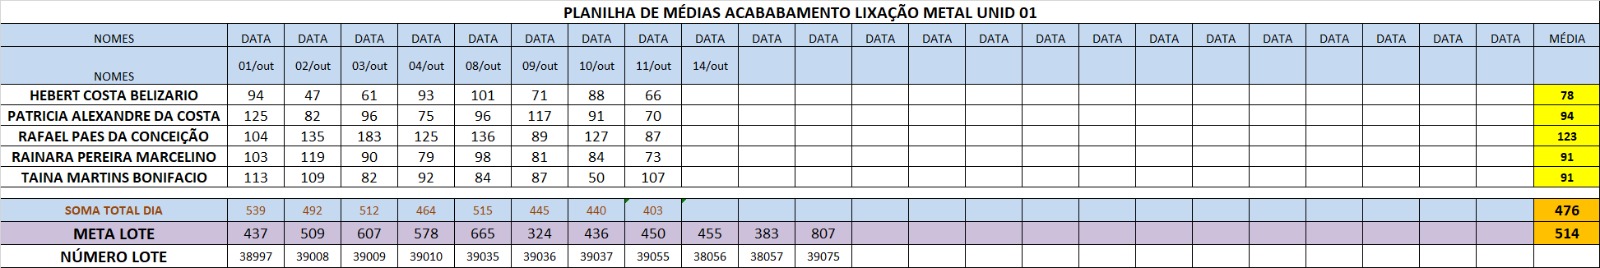 PLANILHA DE MÉDIAS ACABABAMENTO LIXAÇÃO METAL UNID 01
NOMES DATA DATA DATA DATA DATA DATA DATA DATA DATA DATA DATA DATA DATA DATA DATA DATA DATA DATA DATA DATA DATA DATA DATA MÉDIA
NOMES 01/out 02/out 03/out 04/out 08/out 09/out 10/out 11/out 14/out
HEBERT COSTA BELIZARIO 94 47 61 93 101 71 88 66 78
PATRICIA ALEXANDRE DA COSTA 125 82 96 75 96 117 91 70 94
RAFAEL PAES DA CONCEIÇÃO 104 135 183 125 136 89 127 87 123
RAINARA PEREIRA MARCELINO 103 119 90 79 98 81 84 73 91
TAINA MARTINS BONIFACIO 113 109 82 92 84 87 50 107 91
SOMA TOTAL DIA 539 492 512 464 515 445 440 403 476
META LOTE 437 509 607 578 665 324 436 450 455 383 807 514
NÚMERO LOTE 38997 39008 39009 39010 39035 39036 39037 39055 38056 38057 39075